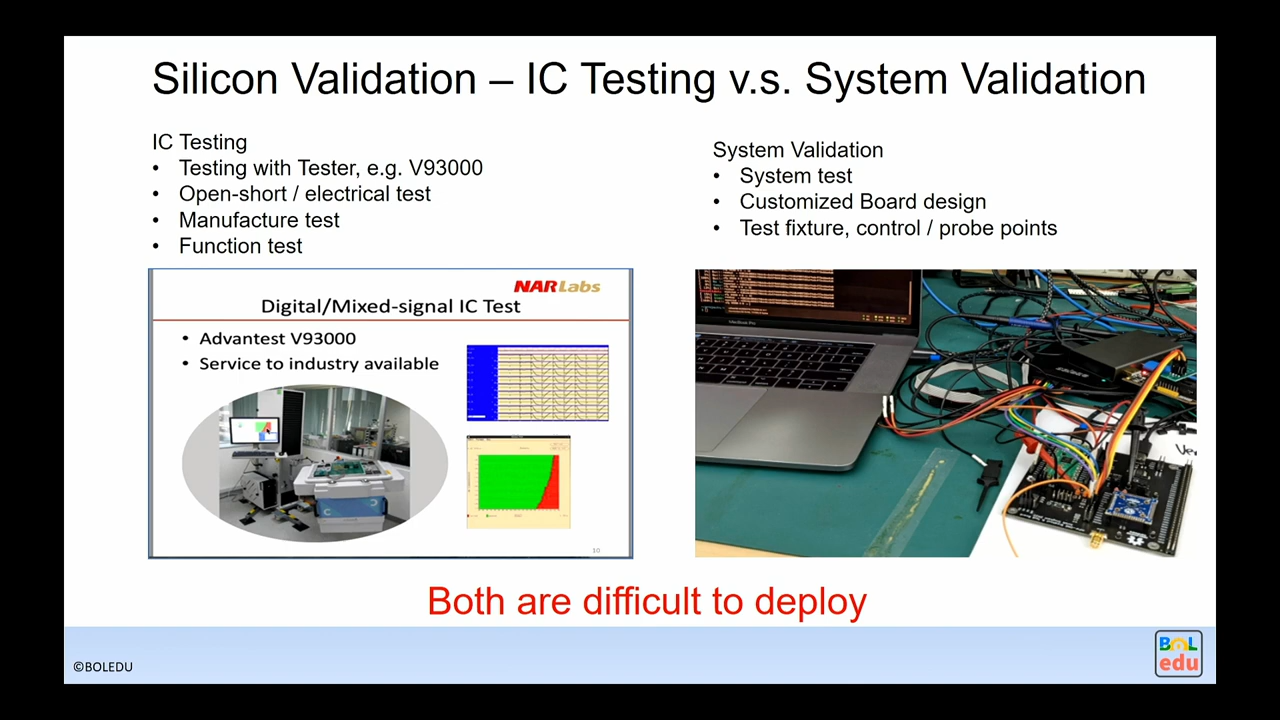 Silicon Validation – IC Testing v.s. System Validation
IC Testing
• Testing with Tester, e.g. V93000
• Open-short / electrical test
• Manufacture test
• Function test
System Validation
• System test
• Customized Board design
• Test fixture, control / probe points
NARLabs
Digital/Mixed-signal IC Test
• Advantest V93000
• Service to industry available
10
MacBook Pro
Both are difficult to deploy
©BOLEDU
BOL
edu